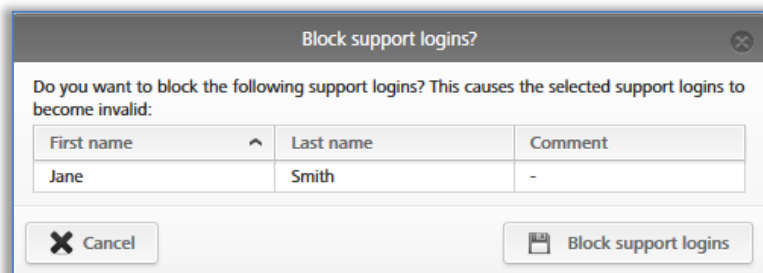 Block support logins?
Do you want to block the following support logins? This causes the selected support logins to
become invalid:
First name Last name Comment
Jane Smith -
Cancel Block support logins